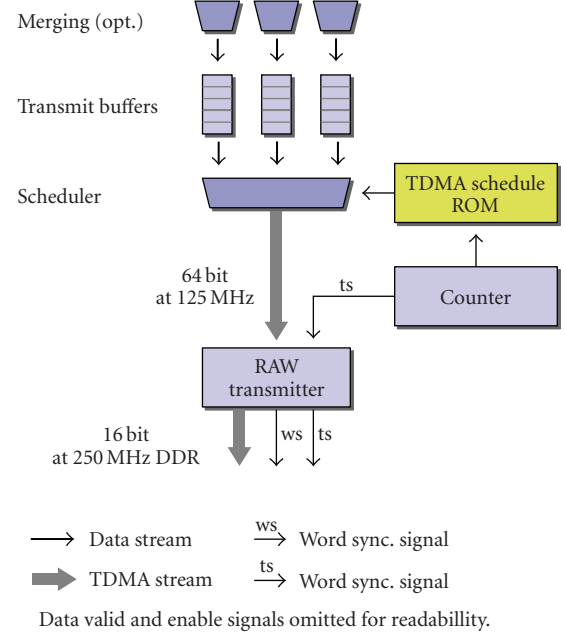 Merging (opt.)
Transmit buffers
Scheduler
TDMA schedule
ROM
64 bit
at 125 MHz
ts
Counter
RAW
transmitter
16 bit
at 250 MHz DDR
ws
ts
Data stream
ws
Word sync. signal
TDMA stream
ts
Word sync. signal
Data valid and enable signals omitted for readabillity.